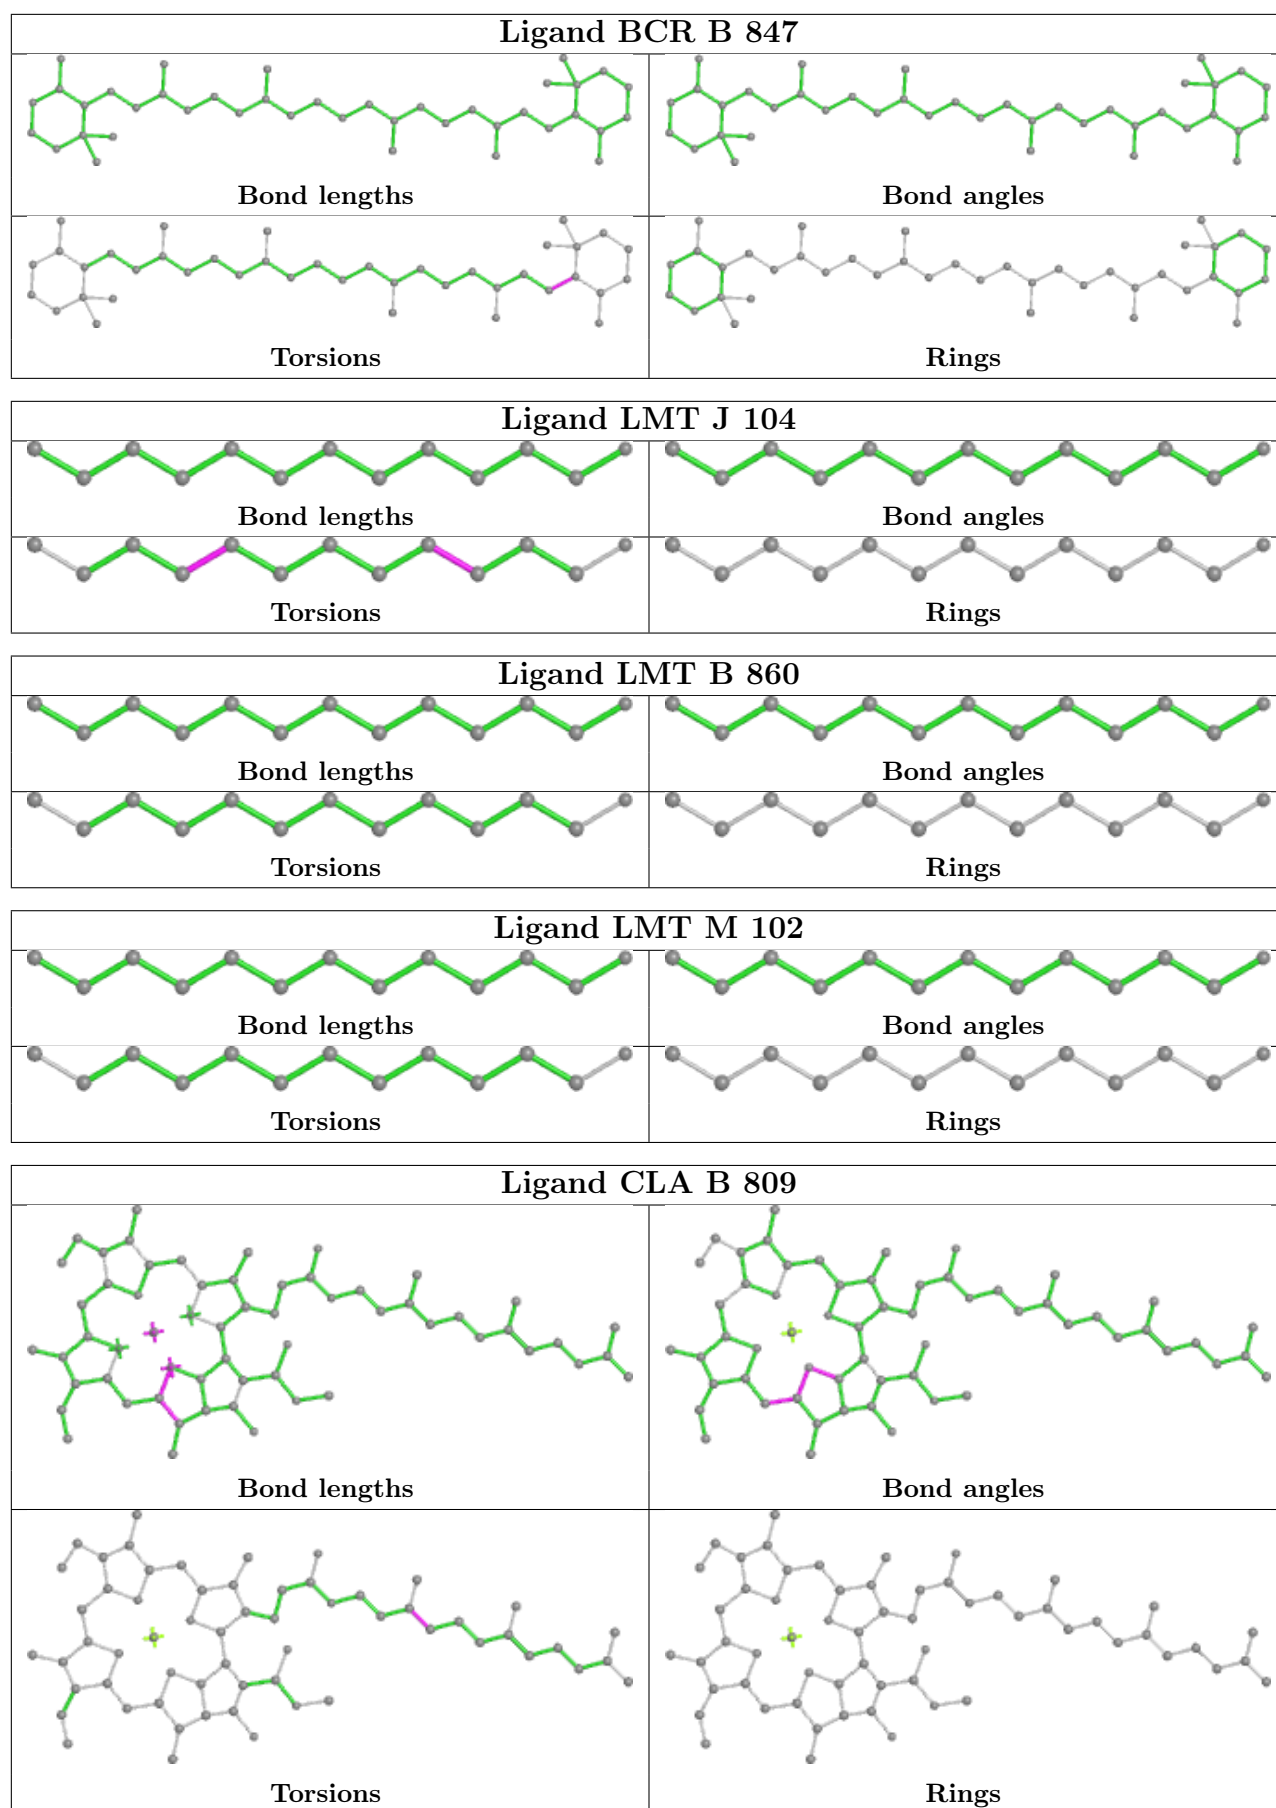 Ligand BCR B 847
Bond lengths
Bond angles
Torsions
Rings
Ligand LMT J 104
Bond lengths
Bond angles
Torsions
Rings
Ligand LMT B 860
Bond lengths
Bond angles
Torsions
Rings
Ligand LMT M 102
Bond lengths
Bond angles
Torsions
Rings
Ligand CLA B 809
Bond lengths
Bond angles
Torsions
Rings